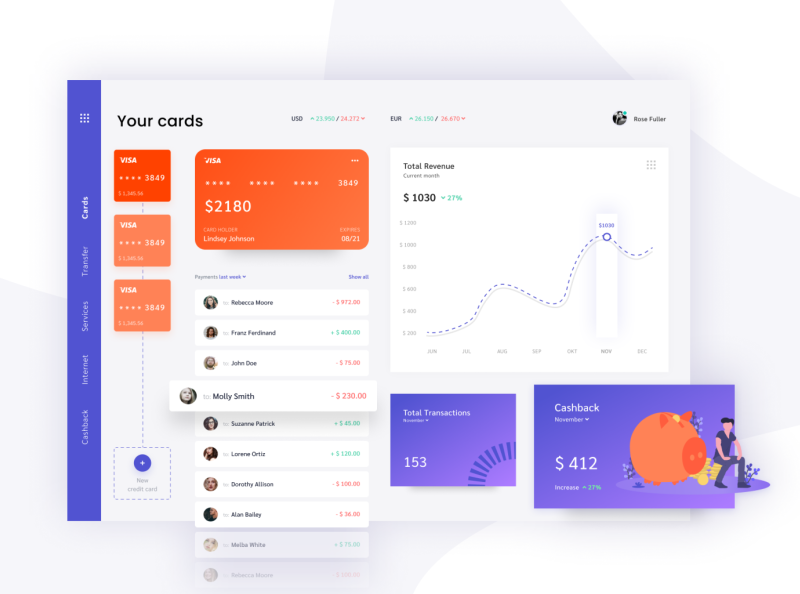 Your cards
USD 23,950 / 24,272
EUR 26,150 / 26,670
Rose Fuller
Cards
Transfer
Services
Internet
Cashback
VISA
**** 3849
$ 1,245.56
VISA
**** 3849
$ 1,245.56
VISA
**** 3849
$ 1,245.56
+
New
credit card
VISA
**** **** **** 3849
$2180
CARD HOLDER EXPIRES
Lindsey Johnson 08/21
Payments last week Show all
to: Rebecca Moore - $ 972.00
to: Franz Ferdinand + $ 400.00
to: John Doe - $ 75.00
to: Molly Smith - $ 230.00
to: Suzanne Patrick + $ 45.00
to: Lorene Ortiz + $ 120.00
to: Dorothy Allison - $ 100.00
to: Alan Bailey - $ 36.00
to: Melba White + $ 75.00
to: Rebecca Moore
Total Revenue
Current month
$ 1030 27%
$1030
$ 1200
$ 1000
$ 800
$ 600
$ 400
$ 200
JUN JUL AUG SEP OKT NOV DEC
Total Transactions
November
153
Cashback
November
$ 412
Increase 27%